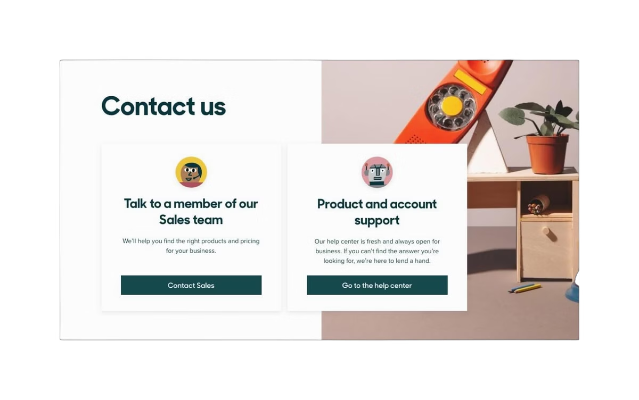 Contact us
Talk to a member of our
Sales team
We'll help you find the right products and pricing
for your business.
Contact Sales
Product and account
support
Our help center is fresh and always open for
business. If you can't find the answer you're
looking for, we're here to lend a hand.
Go to the help center